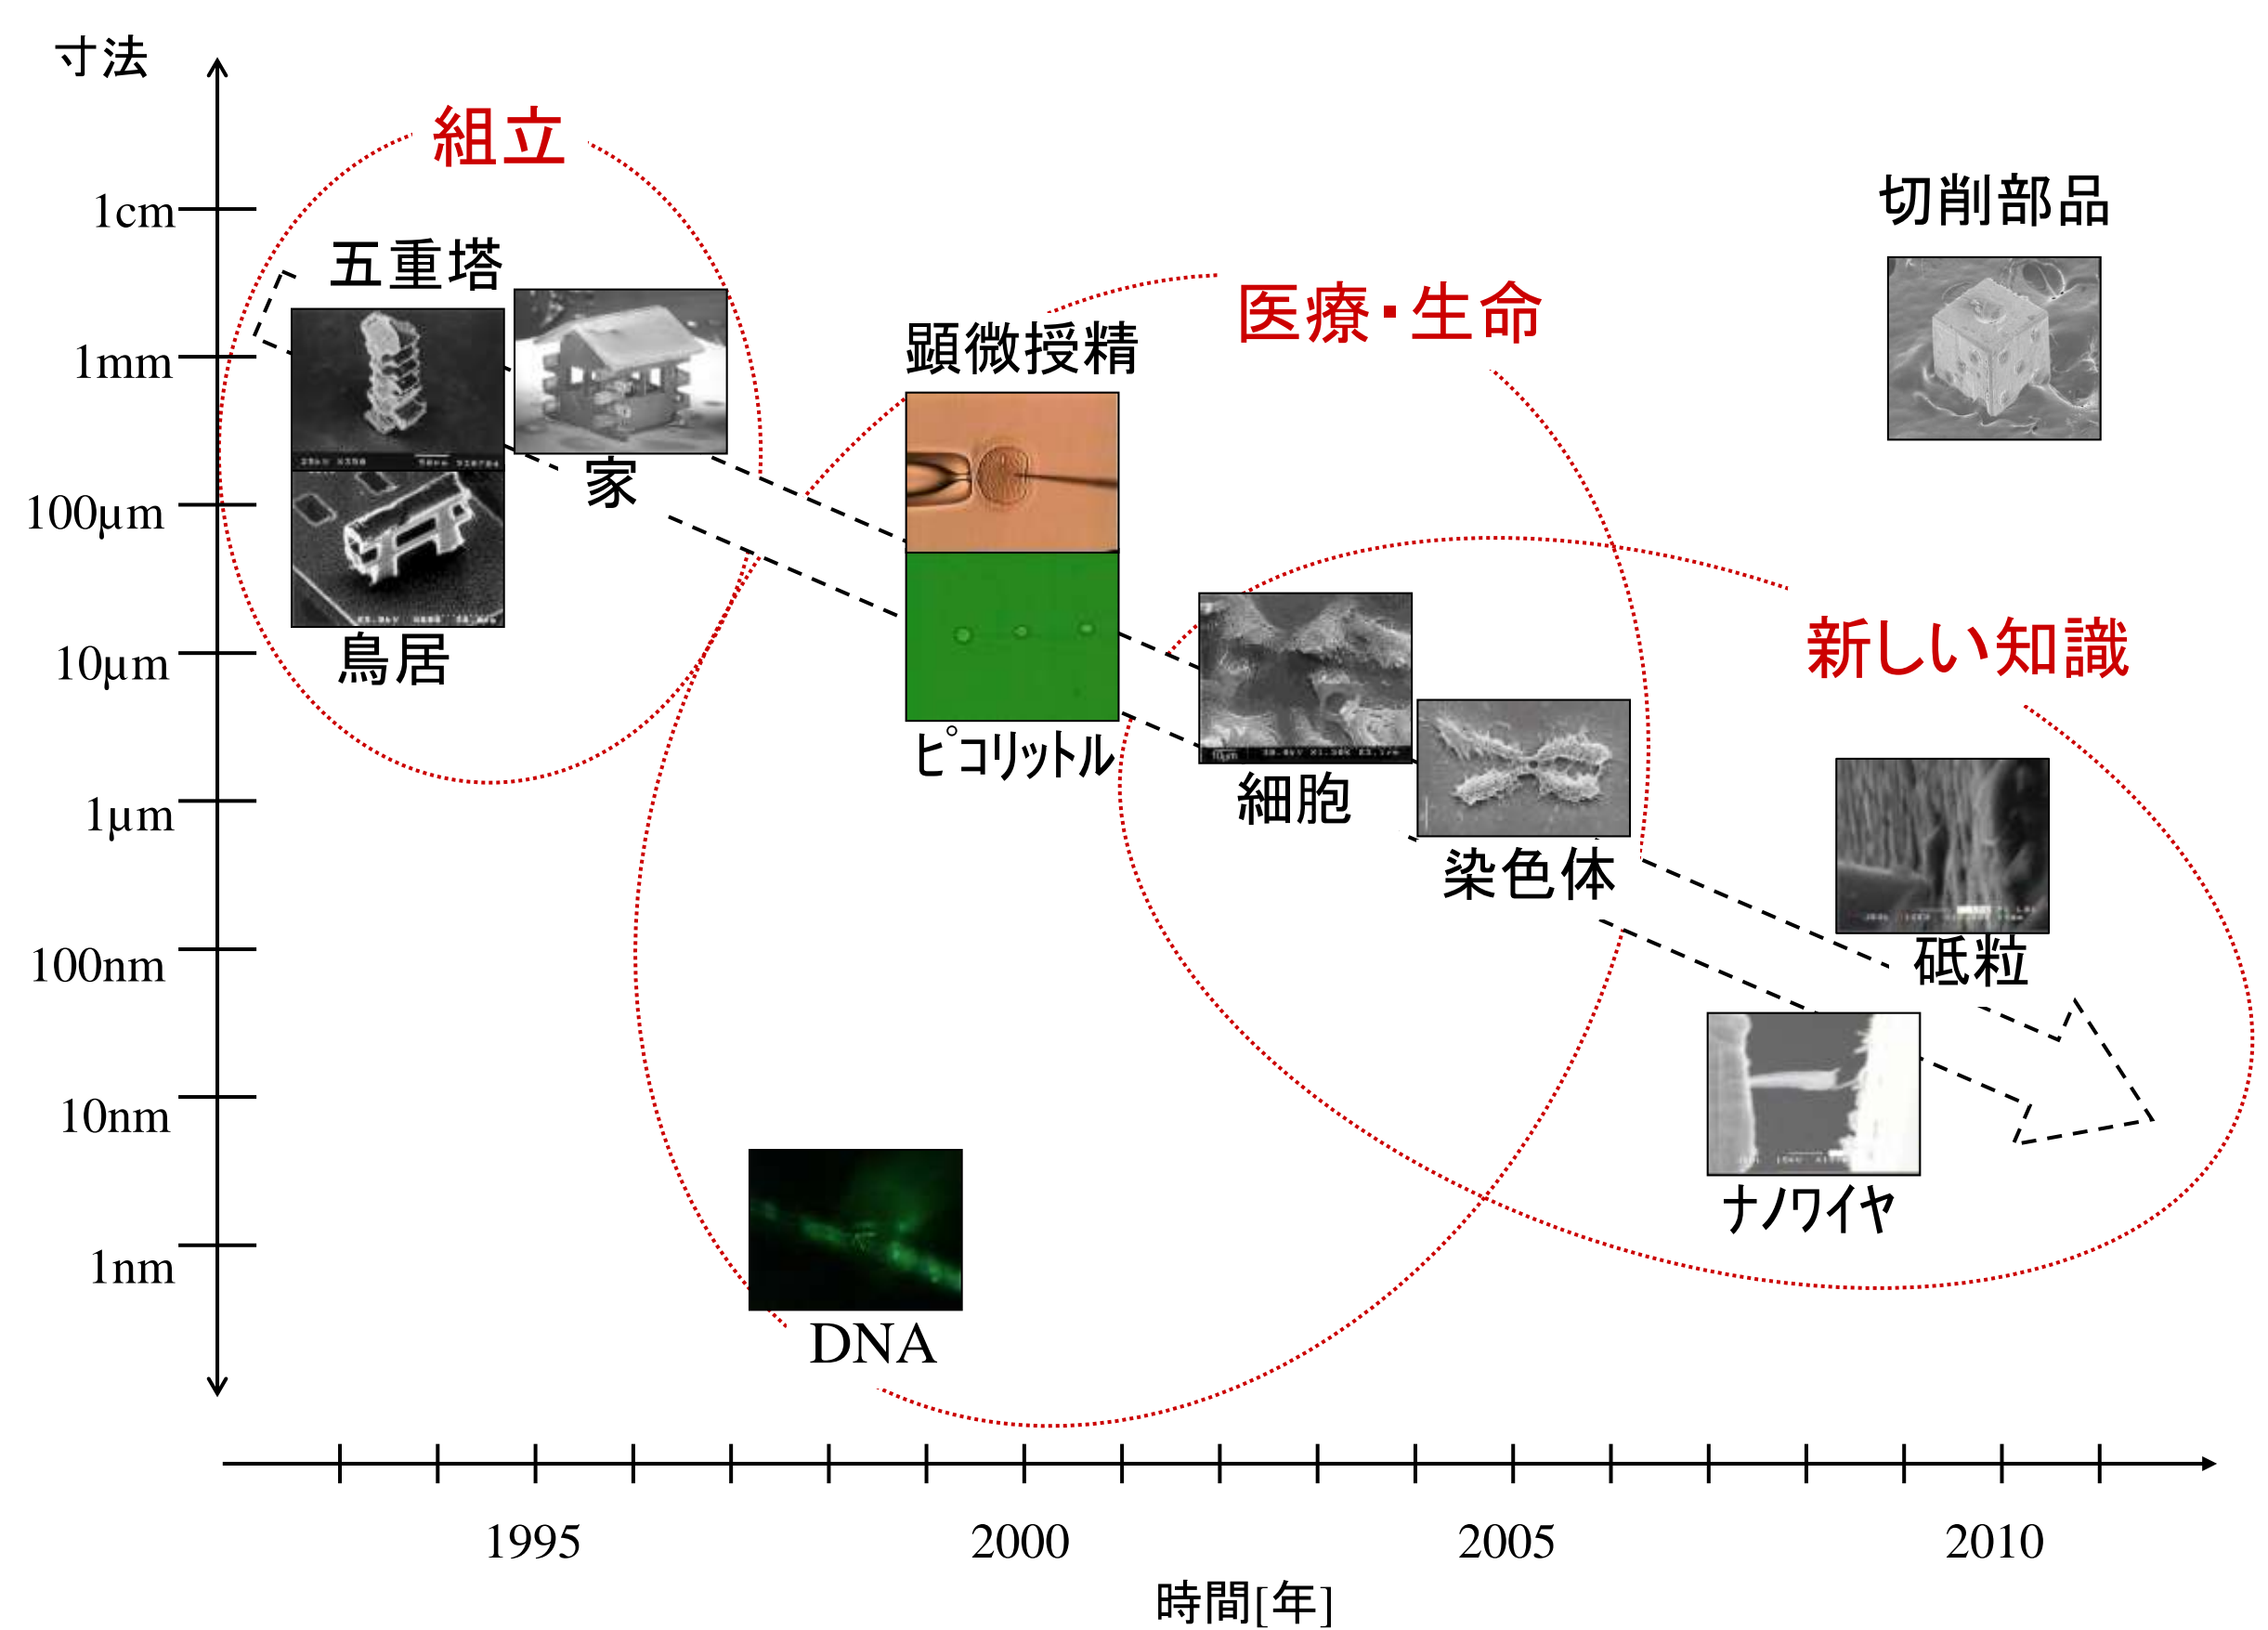 寸法
組立
1cm
切削部品
五重塔
医療・生命
顕微授精
1mm
家
100μm
新しい知識
10μm
鳥居
ピコリットル
細胞
1μm
染色体
砥粒
100nm
10nm
ナノワイヤ
1nm
DNA
1995
2000
2005
2010
時間[年]